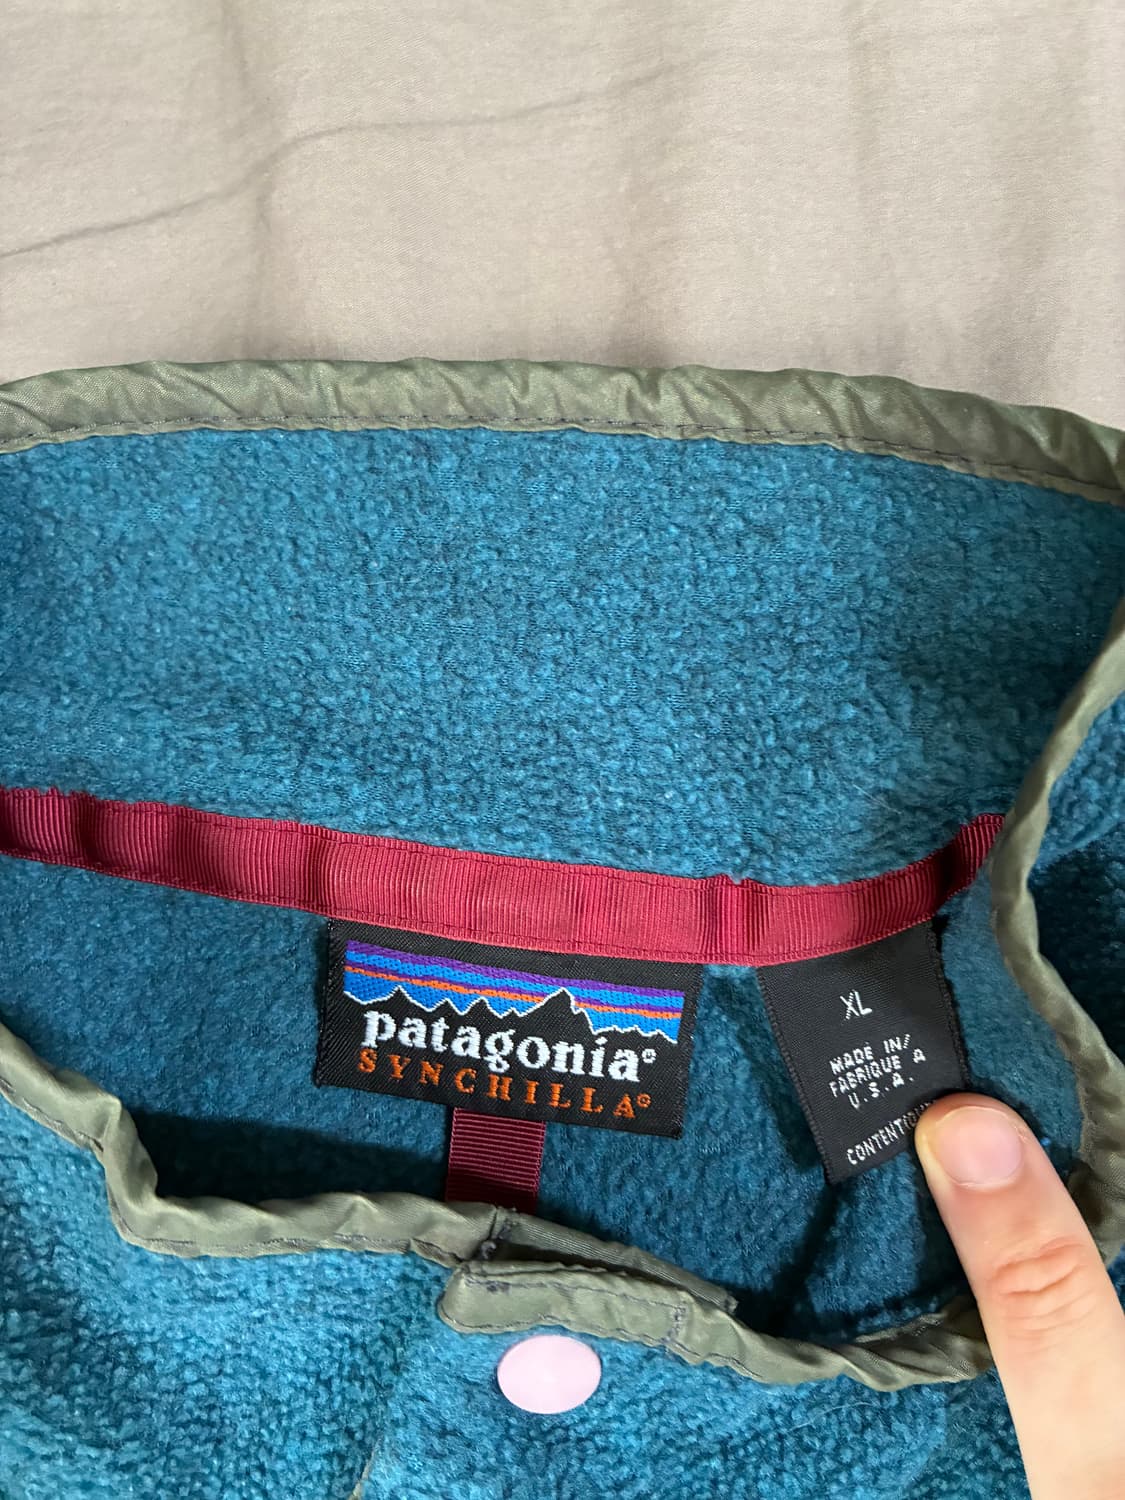 patagonia®
SYNCHILLA®
XL
MADE IN/
FABRIQUE A
U.S.A.